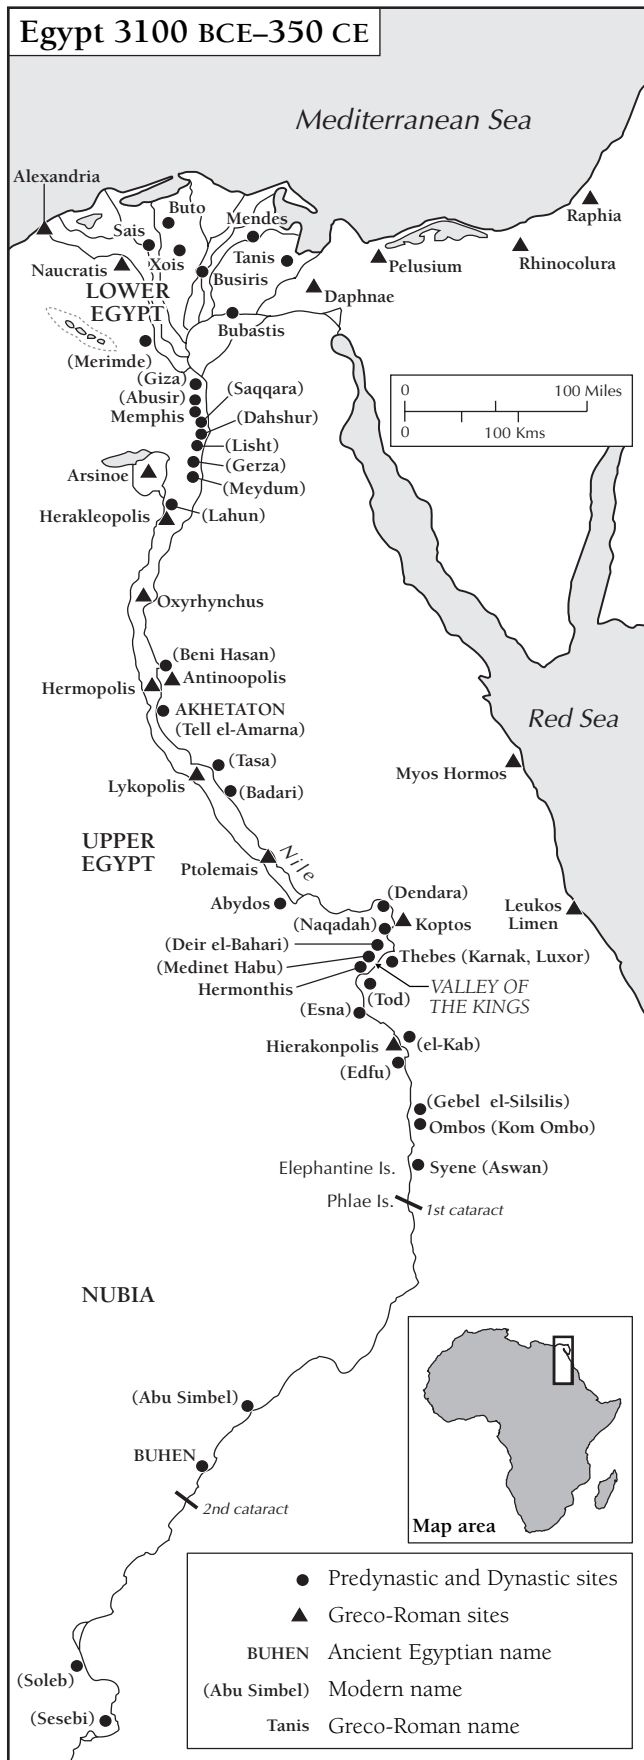 Egypt 3100 BCE–350 CE
Mediterranean Sea
Alexandria
Buto
Mendes
Raphia
Sais
Tanis
Xois
Pelusium
Rhinocolura
Naucratis
Busiris
LOWER
EGYPT
Daphnae
Bubastis
(Merimde)
(Giza)
(Saqqara)
(Abusir)
Memphis
(Dahshur)
(Lisht)
(Gerza)
Arsinoe
(Meydum)
Herakleopolis
(Lahun)
0
100 Miles
0
100 Kms
Oxyrhynchus
(Beni Hasan)
Antinoopolis
Hermopolis
AKHETATON
(Tell el-Amarna)
Red Sea
(Tasa)
Myos Hormos
Lykopolis
(Badari)
UPPER
EGYPT
Nile
Ptolemais
(Dendara)
Abydos
Leukos
Limen
(Naqadah)
Koptos
(Deir el-Bahari)
Thebes (Karnak, Luxor)
(Medinet Habu)
Hermonthis
VALLEY OF
THE KINGS
(Tod)
(Esna)
Hierakonpolis
(el-Kab)
(Edfu)
(Gebel el-Silsilis)
Ombos (Kom Ombo)
Elephantine Is.
Syene (Aswan)
Phlae Is.
1st cataract
NUBIA
(Abu Simbel)
BUHEN
2nd cataract
Map area
Predynastic and Dynastic sites
Greco-Roman sites
BUHEN Ancient Egyptian name
(Abu Simbel) Modern name
Tanis Greco-Roman name
(Soleb)
(Sesebi)